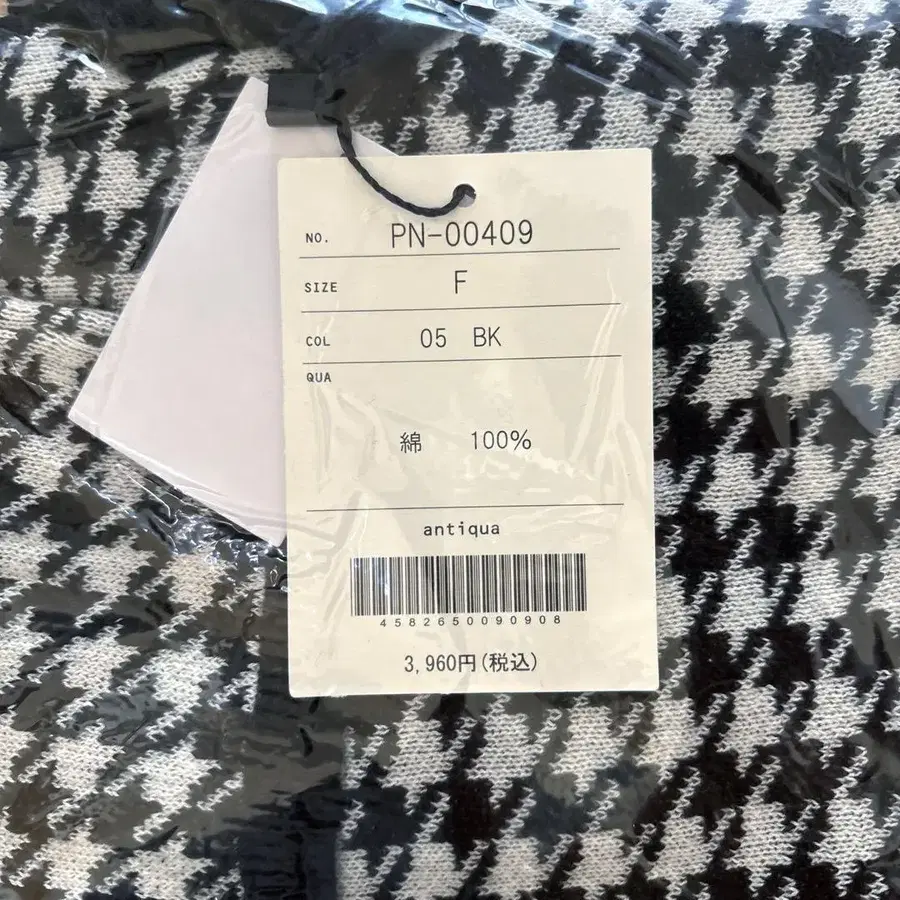 NO. PN-00409
SIZE F
COL 05 BK
QUA
綿 100%
antiqua
4582650090908
3,960円(税込)